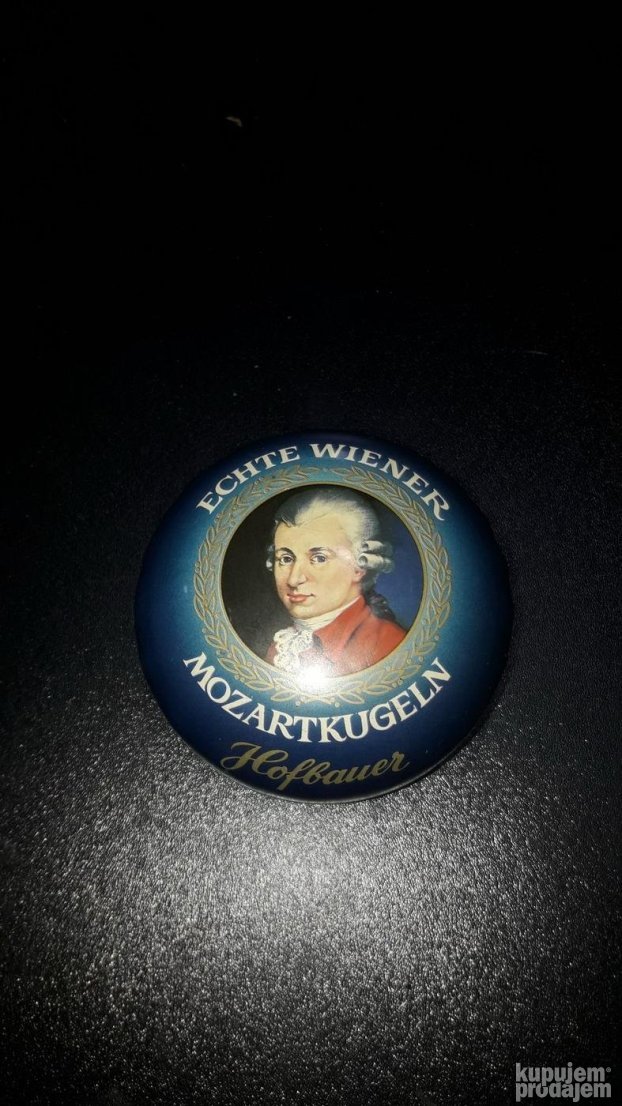 ECHTE WIENER
MOZARTKUGELN
Hofbauer
kupujem
prodajem